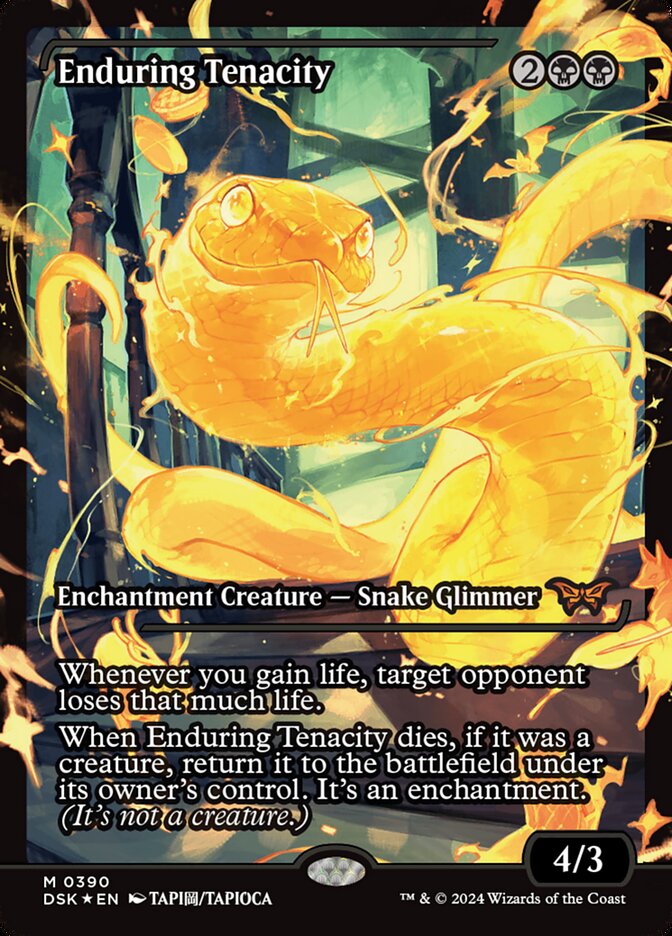 Enduring Tenacity 2
Enchantment Creature — Snake Glimmer
Whenever you gain life, target opponent
loses that much life.
When Enduring Tenacity dies, if it was a
creature, return it to the battlefield under
its owner's control. It's an enchantment.
(It's not a creature.)
4/3
M 0390
DSK ★ EN TAPI岡/TAPIOCA
™ & © 2024 Wizards of the Coast